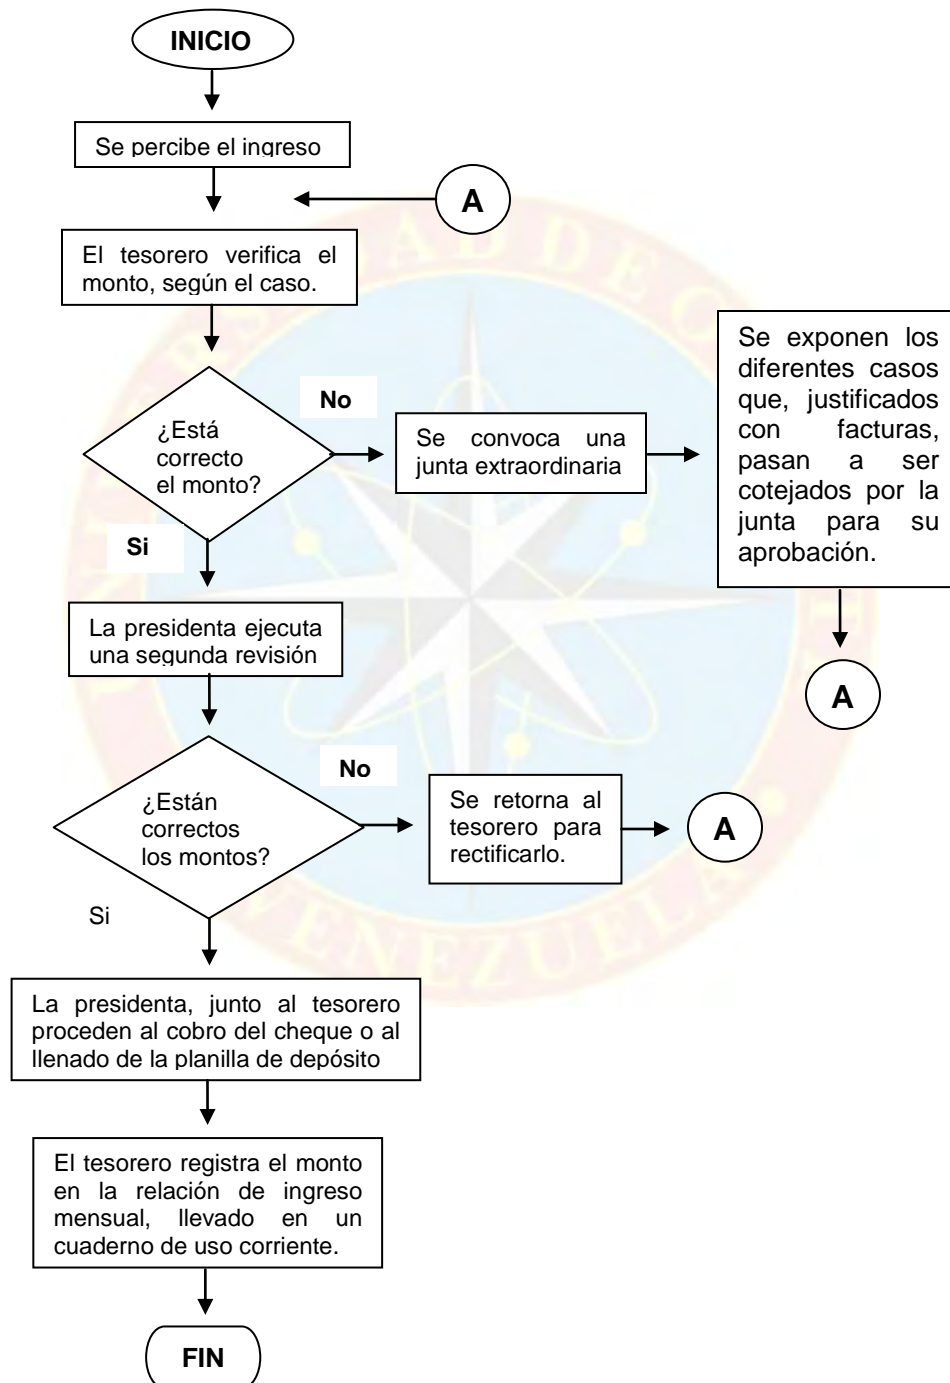 INICIO
Se percibe el ingreso
A
El tesorero verifica el
monto, según el caso.
¿Está
correcto
el monto?
No
Se convoca una
junta extraordinaria
Se exponen los
diferentes casos
que, justificados
con facturas,
pasan a ser
cotejados por la
junta para su
aprobación.
A
Si
La presidenta ejecuta
una segunda revisión
¿Están
correctos
los montos?
No
Se retorna al
tesorero para
rectificarlo.
A
Si
La presidenta, junto al tesorero
proceden al cobro del cheque o al
llenado de la planilla de depósito
El tesorero registra el monto
en la relación de ingreso
mensual, llevado en un
cuaderno de uso corriente.
FIN
VENEZUELA